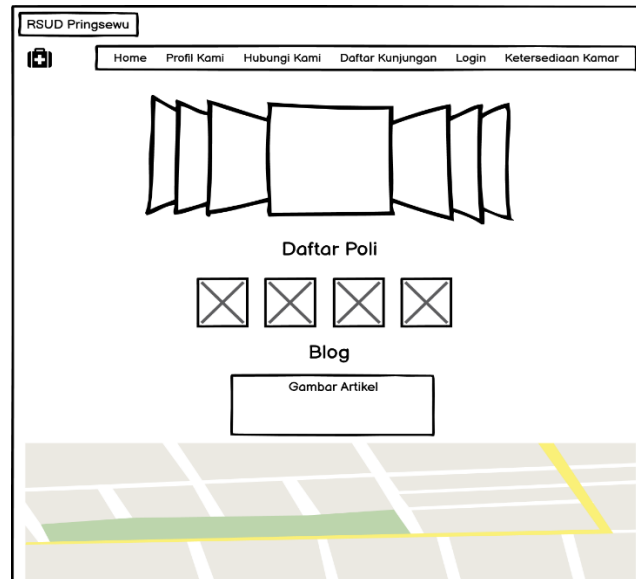 RSUD Pringsewu
Home Profil Kami Hubungi Kami Daftar Kunjungan Login Ketersediaan Kamar
Daftar Poli
Blog
Gambar Artikel